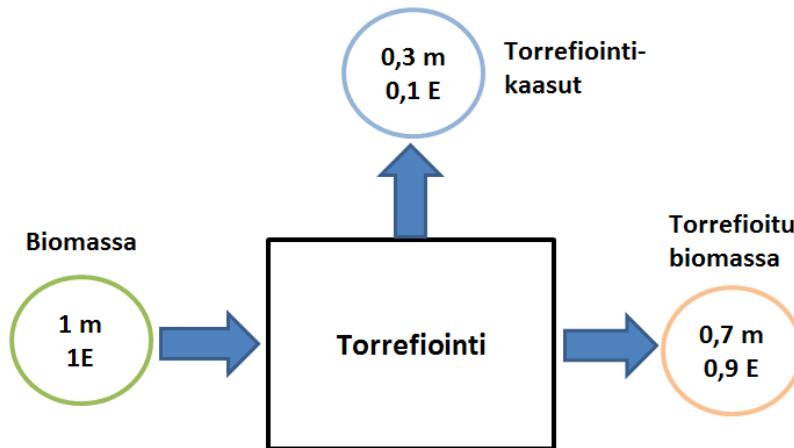 0,3 m
0,1 E
Torrefiointi-
kaasut
Biomassa
1 m
1E
Torrefiointi
Torrefioitu
biomassa
0,7 m
0,9 E